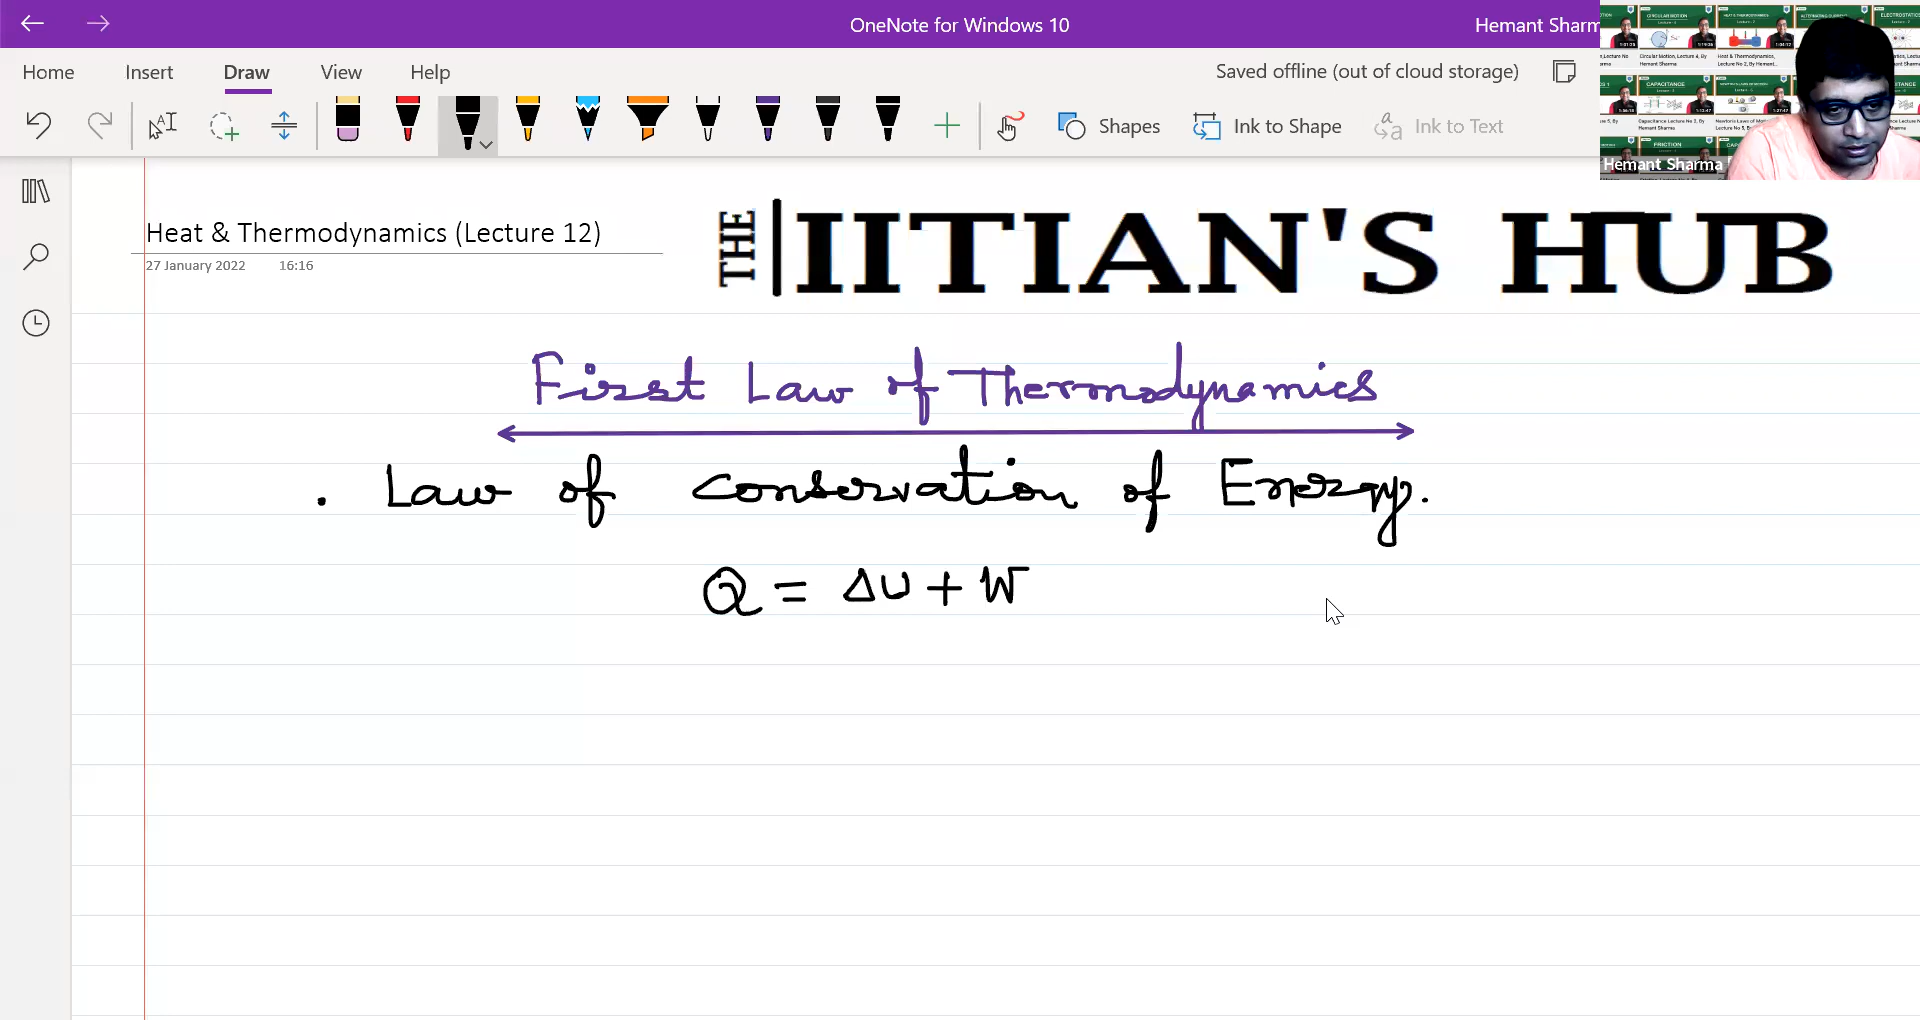 OneNote for Windows 10
Hemant Sharm
Home Insert Draw View Help
Saved offline (out of cloud storage)
Shapes
Ink to Shape
Ink to Text
Hemant Sharma
Heat & Thermodynamics (Lecture 12)
27 January 2022 16:16
THE IITIAN'S HUB
First Law of Thermodynamics
. Law of conservation of Energy.
Q = ΔU + W